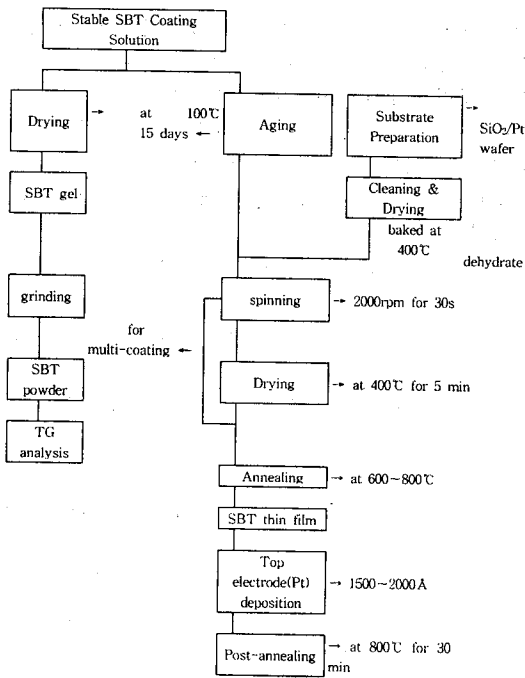 Stable SBT Coating
Solution
Drying
→ at 100℃
15 days ←
Aging
Substrate
Preparation
→
SiO₂/Pt
wafer
SBT gel
Cleaning &
Drying
baked at
400℃
dehydrate
grinding
spinning
→ 2000rpm for 30s
for
multi-coating ←
SBT
powder
Drying
→ at 400℃ for 5 min
TG
analysis
Annealing
→ at 600~800℃
SBT thin film
Top
electrode(Pt)
deposition
→ 1500~2000Å
Post-annealing
→ at 800℃ for 30
min